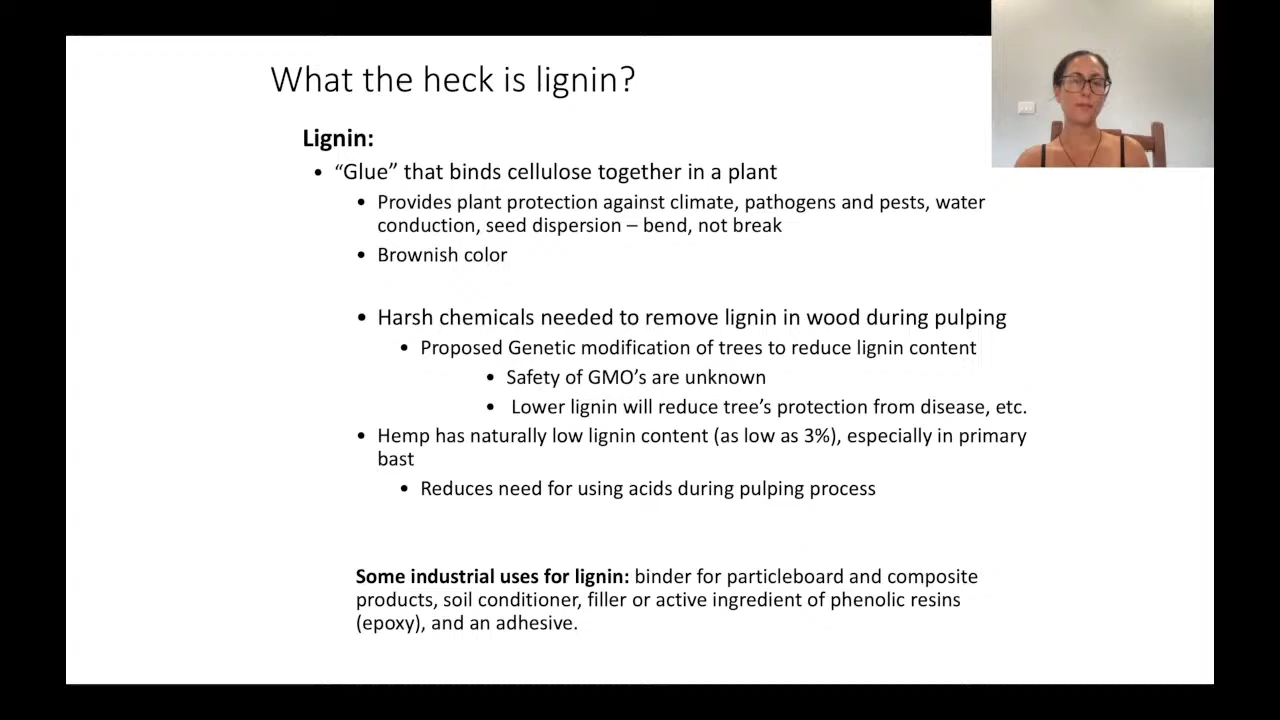 What the heck is lignin?
Lignin:
• “Glue” that binds cellulose together in a plant
• Provides plant protection against climate, pathogens and pests, water
conduction, seed dispersion – bend, not break
• Brownish color
• Harsh chemicals needed to remove lignin in wood during pulping
• Proposed Genetic modification of trees to reduce lignin content
• Safety of GMO’s are unknown
• Lower lignin will reduce tree’s protection from disease, etc.
• Hemp has naturally low lignin content (as low as 3%), especially in primary
bast
• Reduces need for using acids during pulping process
Some industrial uses for lignin: binder for particleboard and composite
products, soil conditioner, filler or active ingredient of phenolic resins
(epoxy), and an adhesive.